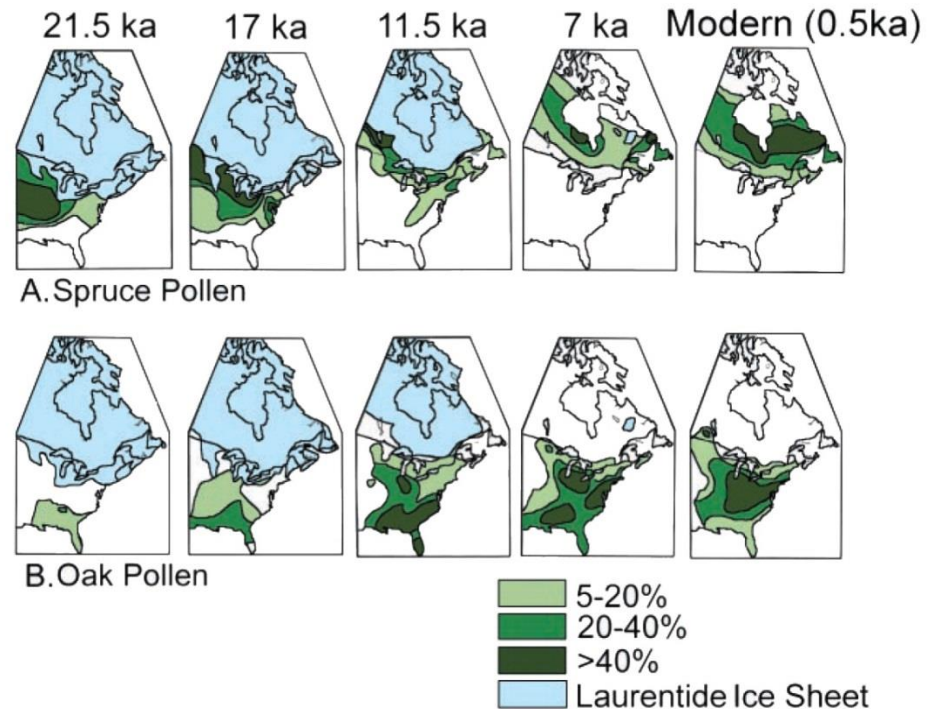 21.5 ka 17 ka 11.5 ka 7 ka Modern (0.5ka)
A. Spruce Pollen
B. Oak Pollen
5-20%
20-40%
>40%
Laurentide Ice Sheet